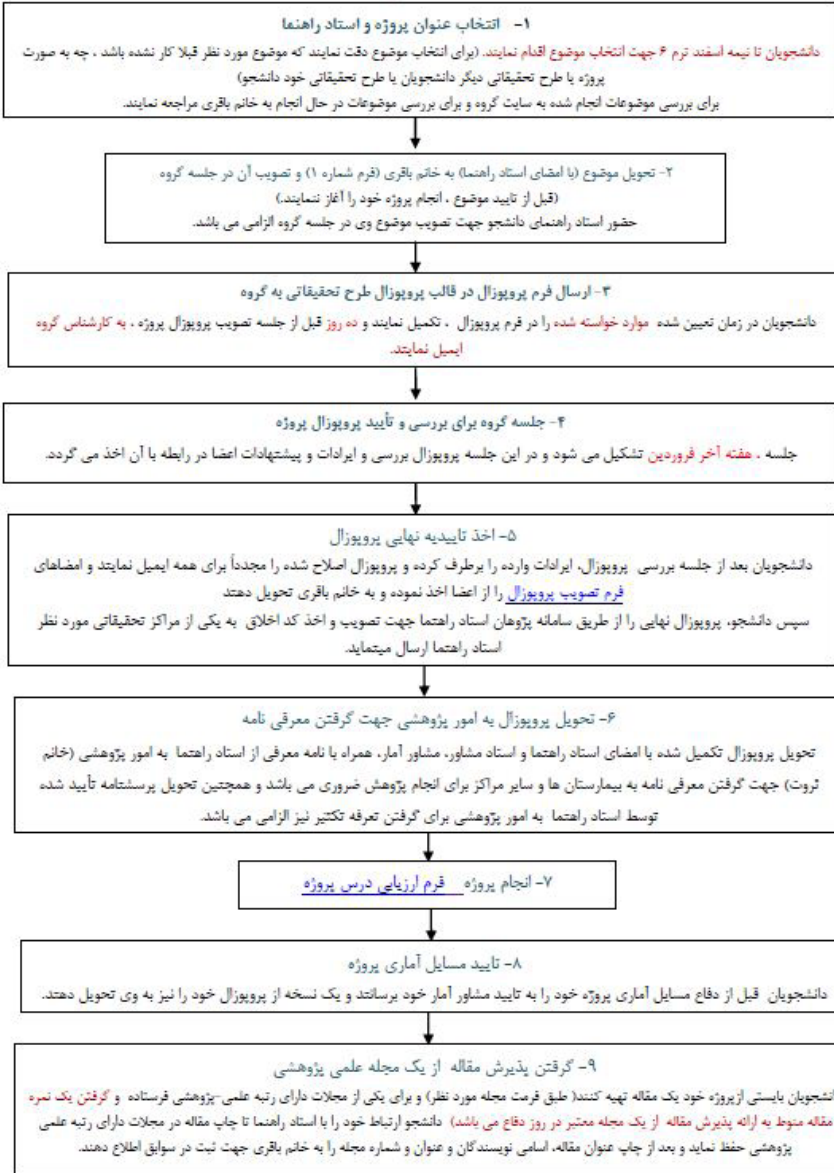 ۱- انتخاب عنوان پروژه و استاد راهنما
دانشجویان تا نیمه اسفند ترم ۶ جهت انتخاب موضوع اقدام نمایند. (برای انتخاب موضوع دقت نمایند که موضوع مورد نظر قبلا کار نشده باشد ، چه به صورت
پروژه یا طرح تحقیقاتی دیگر دانشجویان یا طرح تحقیقاتی خود دانشجو)
برای بررسی موضوعات انجام شده به سایت گروه و برای بررسی موضوعات در حال انجام به خانم باقری مراجعه نمایند.
۲- تحویل موضوع (با امضای استاد راهنما) به خانم باقری (فرم شماره ۱) و تصویب آن در جلسه گروه
(قبل از تایید موضوع ، انجام پروژه خود را آغاز ننمایند.)
حضور استاد راهنمای دانشجو جهت تصویب موضوع وی در جلسه گروه الزامی می باشد.
۳- ارسال فرم پروپوزال در قالب پروپوزال طرح تحقیقاتی به گروه
دانشجویان در زمان تعیین شده موارد خواسته شده را در فرم پروپوزال ، تکمیل نمایند و ده روز قبل از جلسه تصویب پروپوزال پروژه ، به کارشناس گروه
ایمیل نمایتد.
۴- جلسه گروه برای بررسی و تأیید پروپوزال پروژه
جلسه ، هفته آخر فروردین تشکیل می شود و در این جلسه پروپوزال بررسی و ایرادات و پیشتهادات اعضا در رابطه با آن اخذ می گردد.
۵- اخذ تاییدیه نهایی پروپوزال
دانشجویان بعد از جلسه بررسی پروپوزال، ایرادات وارده را برطرف کرده و پروپوزال اصلاح شده را مجدداً برای همه ایمیل نمایتد و امضاهای
فرم تصویب پروپوزال را از اعضا اخذ نموده و به خانم باقری تحویل دهتد
سپس دانشجو، پروپوزال نهایی را از طریق سامانه پژوهان استاد راهتما جهت تصویب و اخذ کد اخلاق به یکی از مراکز تحقیقاتی مورد نظر
استاد راهتما ارسال میتماید.
۶- تحویل پروپوزال به امور پژوهشی جهت گرفتن معرفی نامه
تحویل پروپوزال تکمیل شده با امضای استاد راهتما و استاد مشاور، مشاور آمار، همراه با نامه معرفی از استاد راهتما به امور پژوهشی (خانم
ثروت) جهت گرفتن معرفی نامه به بیمارستان ها و سایر مراکز برای انجام پژوهش ضروری می باشد و همچتین تحویل پرسشتامه تأیید شده
توسط استاد راهتما به امور پژوهشی برای گرفتن تعرفه تکثیر نیز الزامی می باشد.
۷- انجام پروژه فرم ارزیابی درس پروژه
۸- تایید مسایل آماری پروژه
دانشجویان قبل از دفاع مسایل آماری پروژه خود را به تایید مشاور آمار خود برسانتد و یک نسخه از پروپوزال خود را نیز به وی تحویل دهتد.
۹- گرفتن پذیرش مقاله از یک مجله علمی پژوهشی
دانشجویان بایستی ازپروژه خود یک مقاله تهیه کنند( طبق فرمت مجله مورد نظر) و برای یکی از مجلات دارای رتبه علمی-پژوهشی فرستاده و گرفتن یک نمره
مقاله منوط به ارائه پذیرش مقاله از یک مجله معتبر در روز دفاع می باشد) دانشجو ارتباط خود را با استاد راهنما تا چاپ مقاله در مجلات دارای رتبه علمی
پژوهشی حفظ نماید و بعد از چاپ عنوان مقاله، اسامی نویسندگان و عنوان و شماره مجله را به خانم باقری جهت ثبت در سوابق اطلاع دهند.